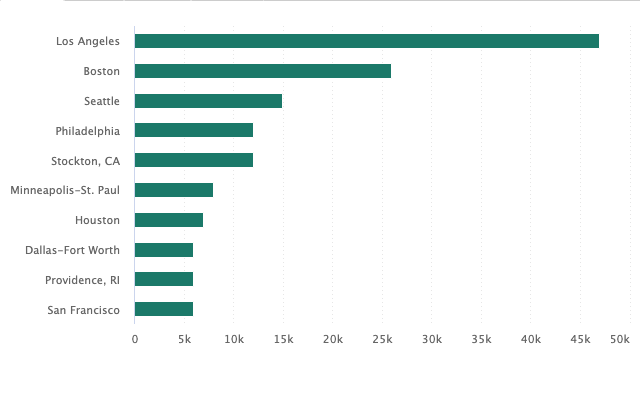 Los Angeles
Boston
Seattle
Philadelphia
Stockton, CA
Minneapolis-St. Paul
Houston
Dallas-Fort Worth
Providence, RI
San Francisco
0 5k 10k 15k 20k 25k 30k 35k 40k 45k 50k